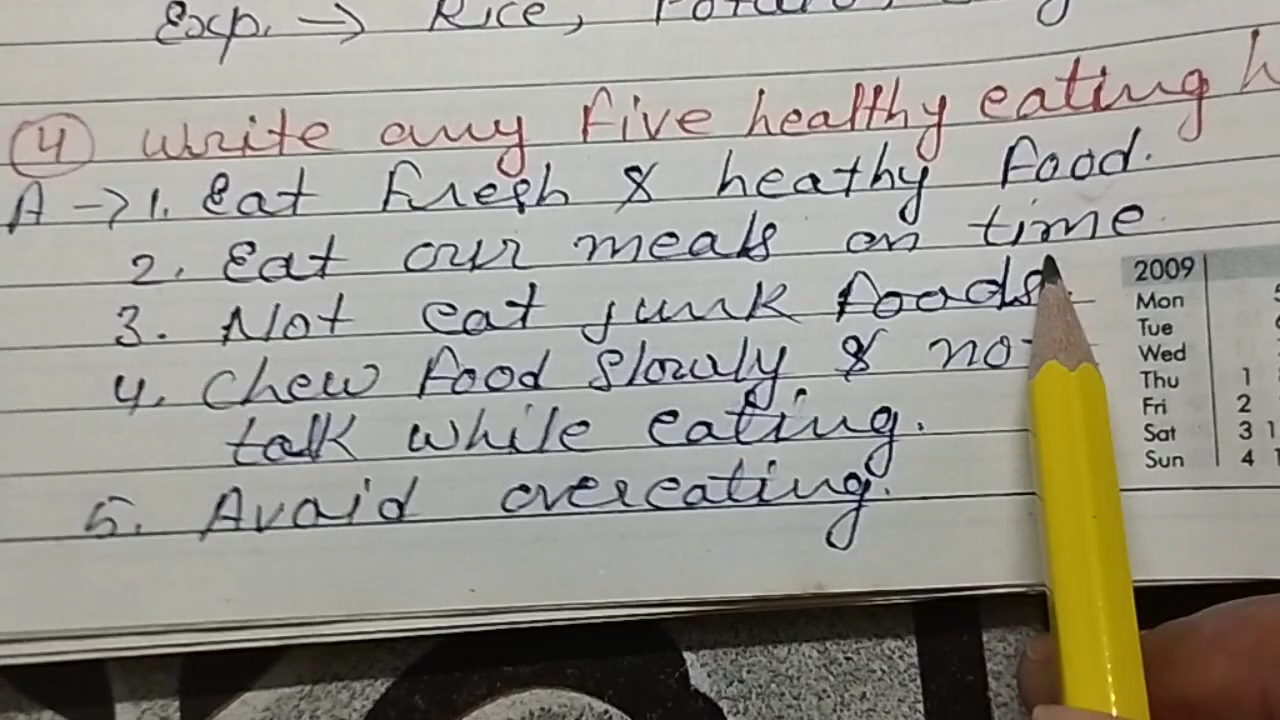 Exp. → Rice,
④ Write any five healthy eating
A → 1. Eat fresh & heathy food.
2. Eat our meals on time.
3. Not eat junk foods.
4. Chew food slowly & not
talk while eating.
5. Avoid overeating.
2009
Mon
Tue
Wed
Thu 1
Fri 2
Sat 3 1
Sun 4 1